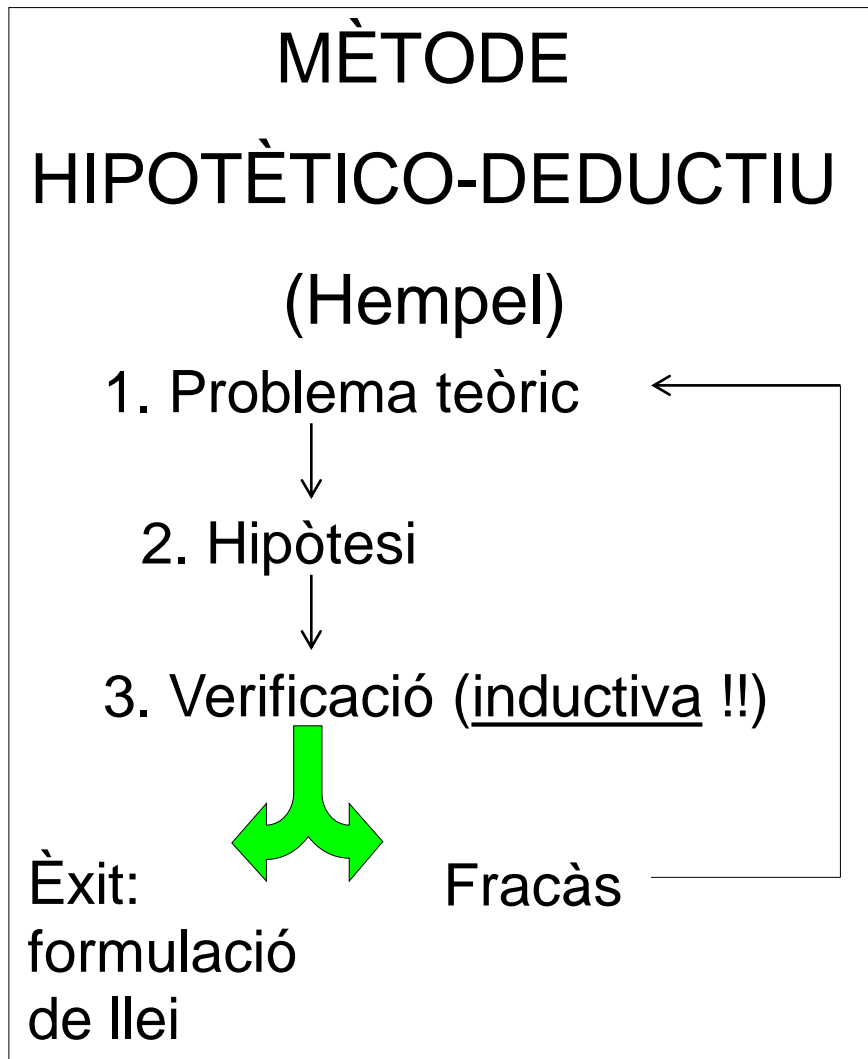 MÈTODE
HIPOTÈTICO-DEDUCTIU
(Hempel)
1. Problema teòric
2. Hipòtesi
3. Verificació (inductiva !!)
Èxit:
formulació
de llei
Fracàs